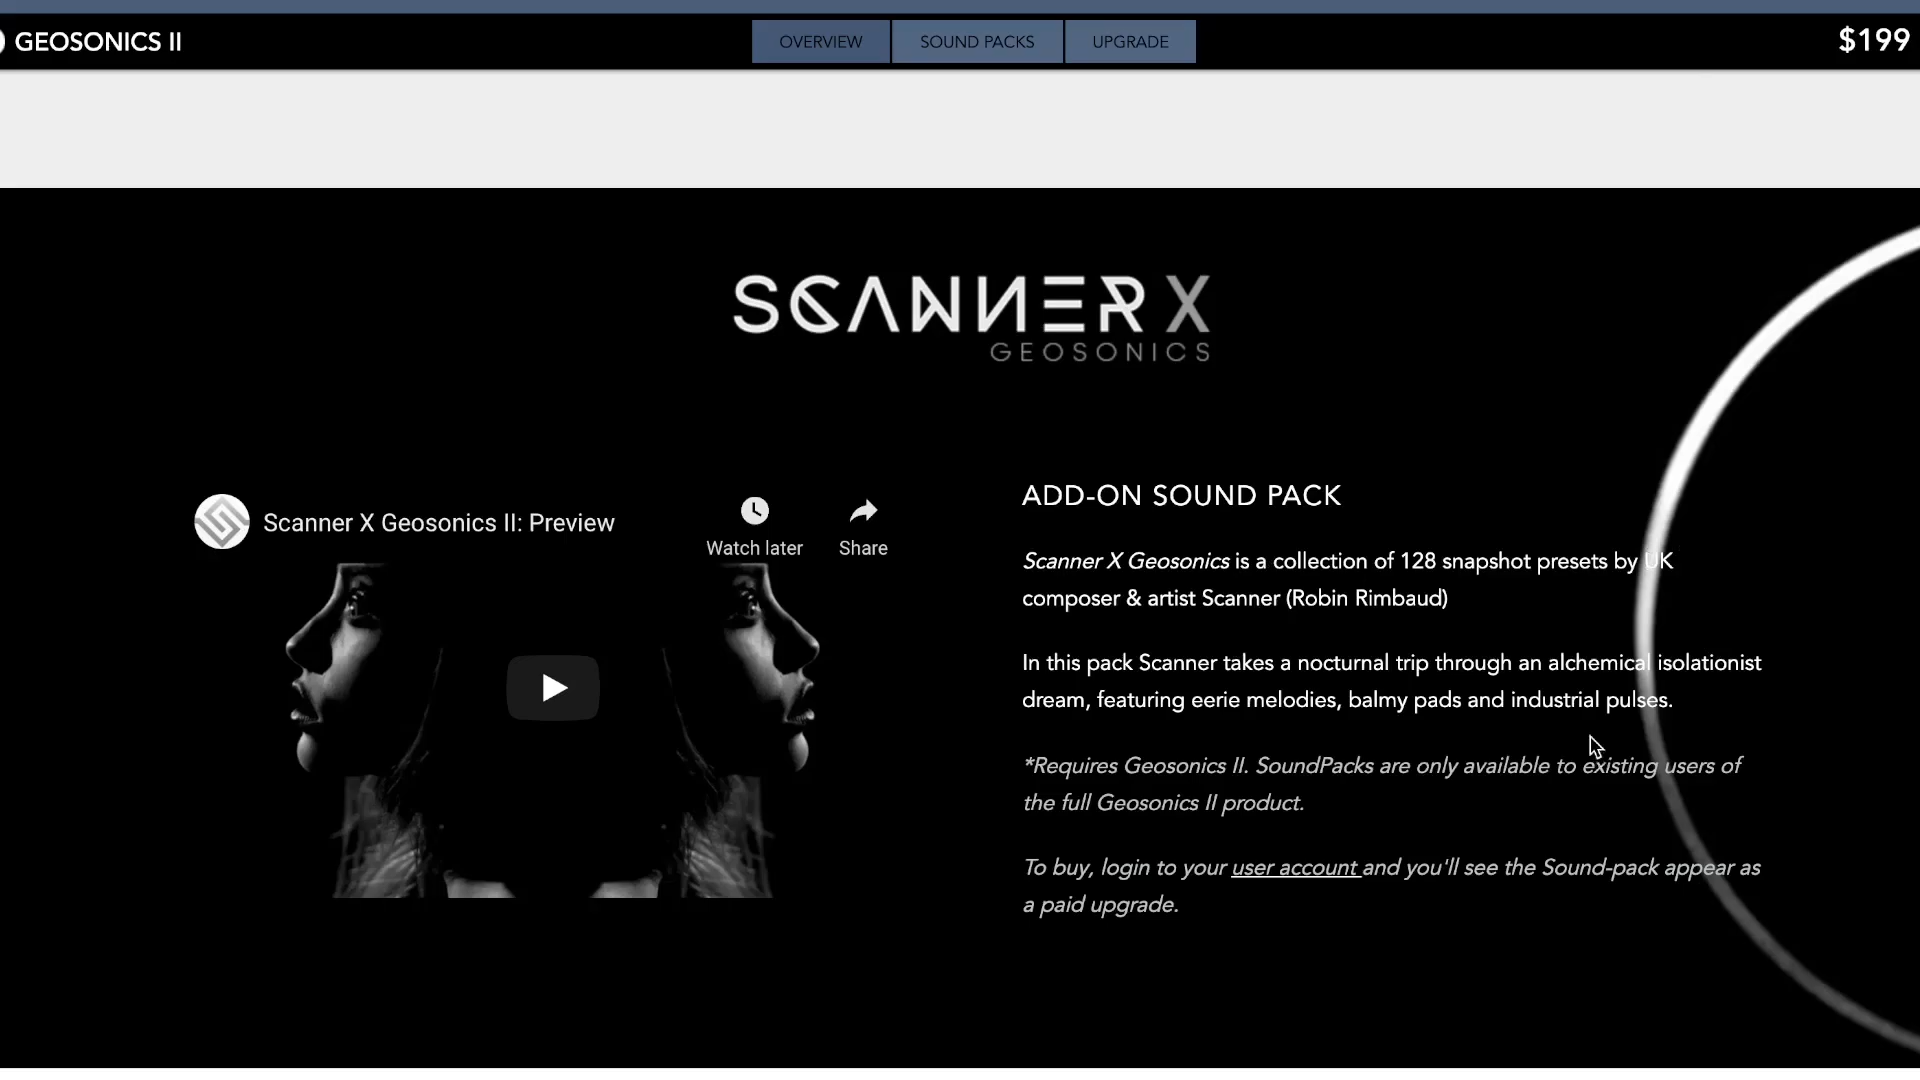 GEOSONICS II
OVERVIEW
SOUND PACKS
UPGRADE
$199
SCANNER X
GEOSONICS
Scanner X Geosonics II: Preview
Watch later
Share
ADD-ON SOUND PACK
Scanner X Geosonics is a collection of 128 snapshot presets by UK
composer & artist Scanner (Robin Rimbaud)
In this pack Scanner takes a nocturnal trip through an alchemical isolationist
dream, featuring eerie melodies, balmy pads and industrial pulses.
*Requires Geosonics II. SoundPacks are only available to existing users of
the full Geosonics II product.
To buy, login to your user account and you'll see the Sound-pack appear as
a paid upgrade.